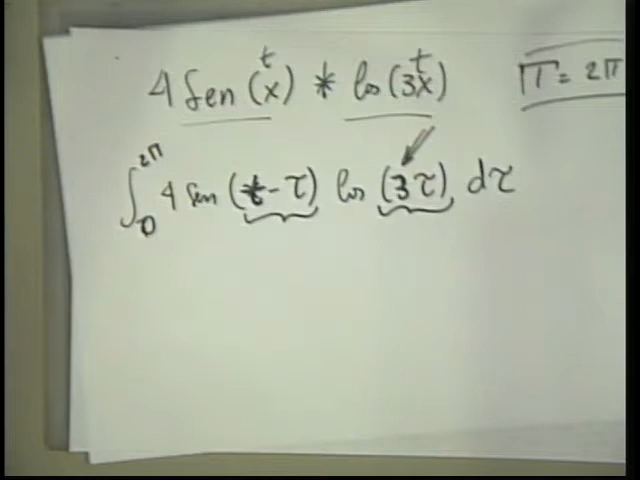 4 Sen (x) * Cos (3x) T = 2π
t t
∫₀^2π 4 Sen (t - τ) Cos (3τ) dτ